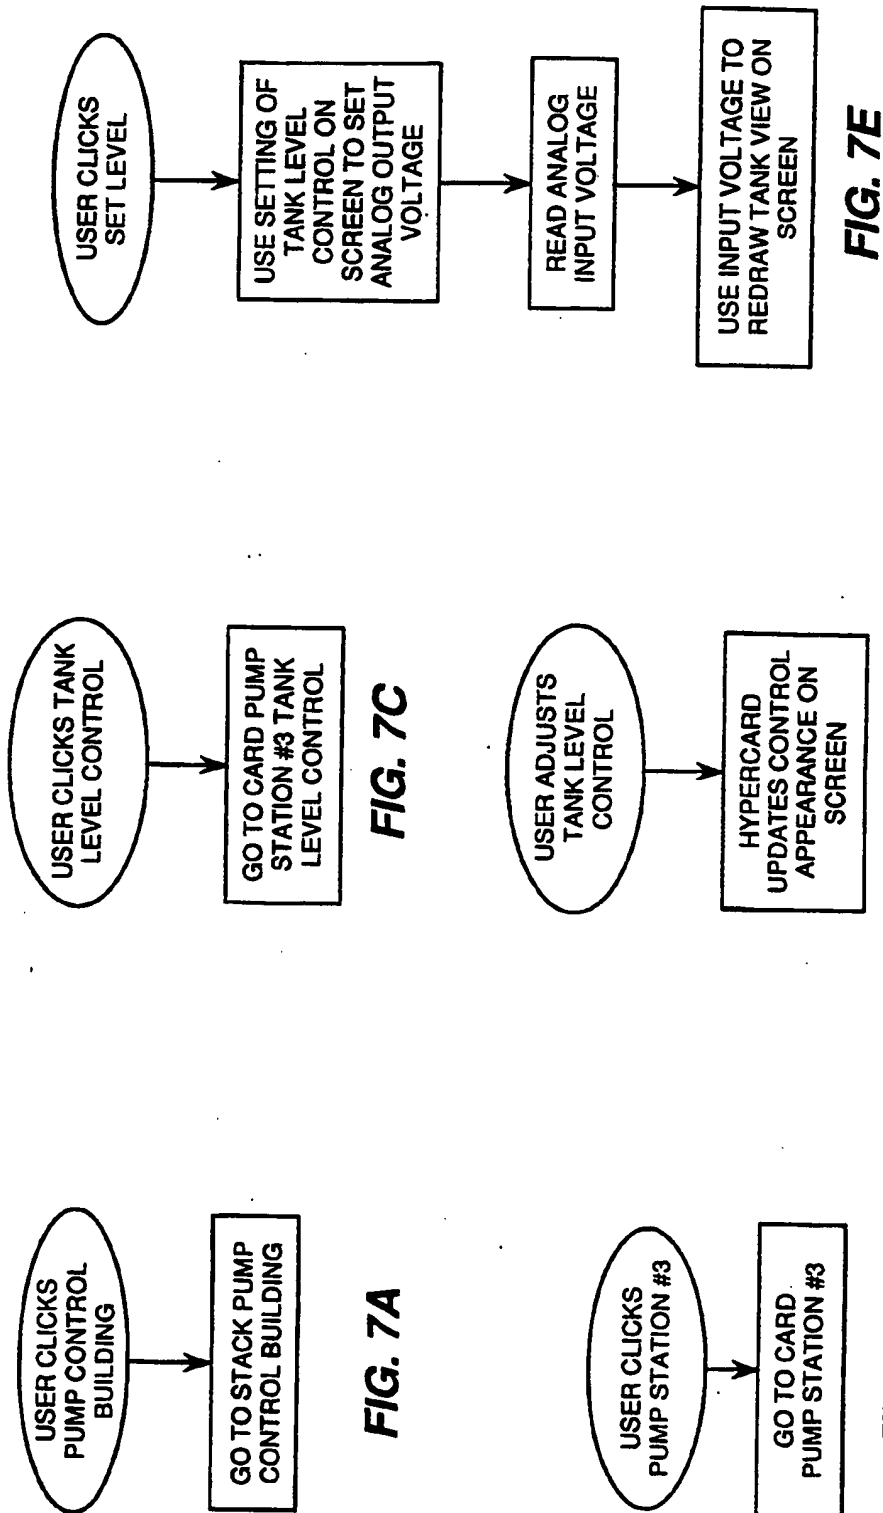 USER CLICKS
PUMP CONTROL
BUILDING
GO TO STACK PUMP
CONTROL BUILDING
FIG. 7A
USER CLICKS
PUMP STATION #3
GO TO CARD
PUMP STATION #3
USER CLICKS TANK
LEVEL CONTROL
GO TO CARD PUMP
STATION #3 TANK
LEVEL CONTROL
FIG. 7C
USER ADJUSTS
TANK LEVEL
CONTROL
HYPERCARD
UPDATES CONTROL
APPEARANCE ON
SCREEN
USER CLICKS
SET LEVEL
USE SETTING OF
TANK LEVEL
CONTROL ON
SCREEN TO SET
ANALOG OUTPUT
VOLTAGE
READ ANALOG
INPUT VOLTAGE
USE INPUT VOLTAGE TO
REDRAW TANK VIEW ON
SCREEN
FIG. 7E